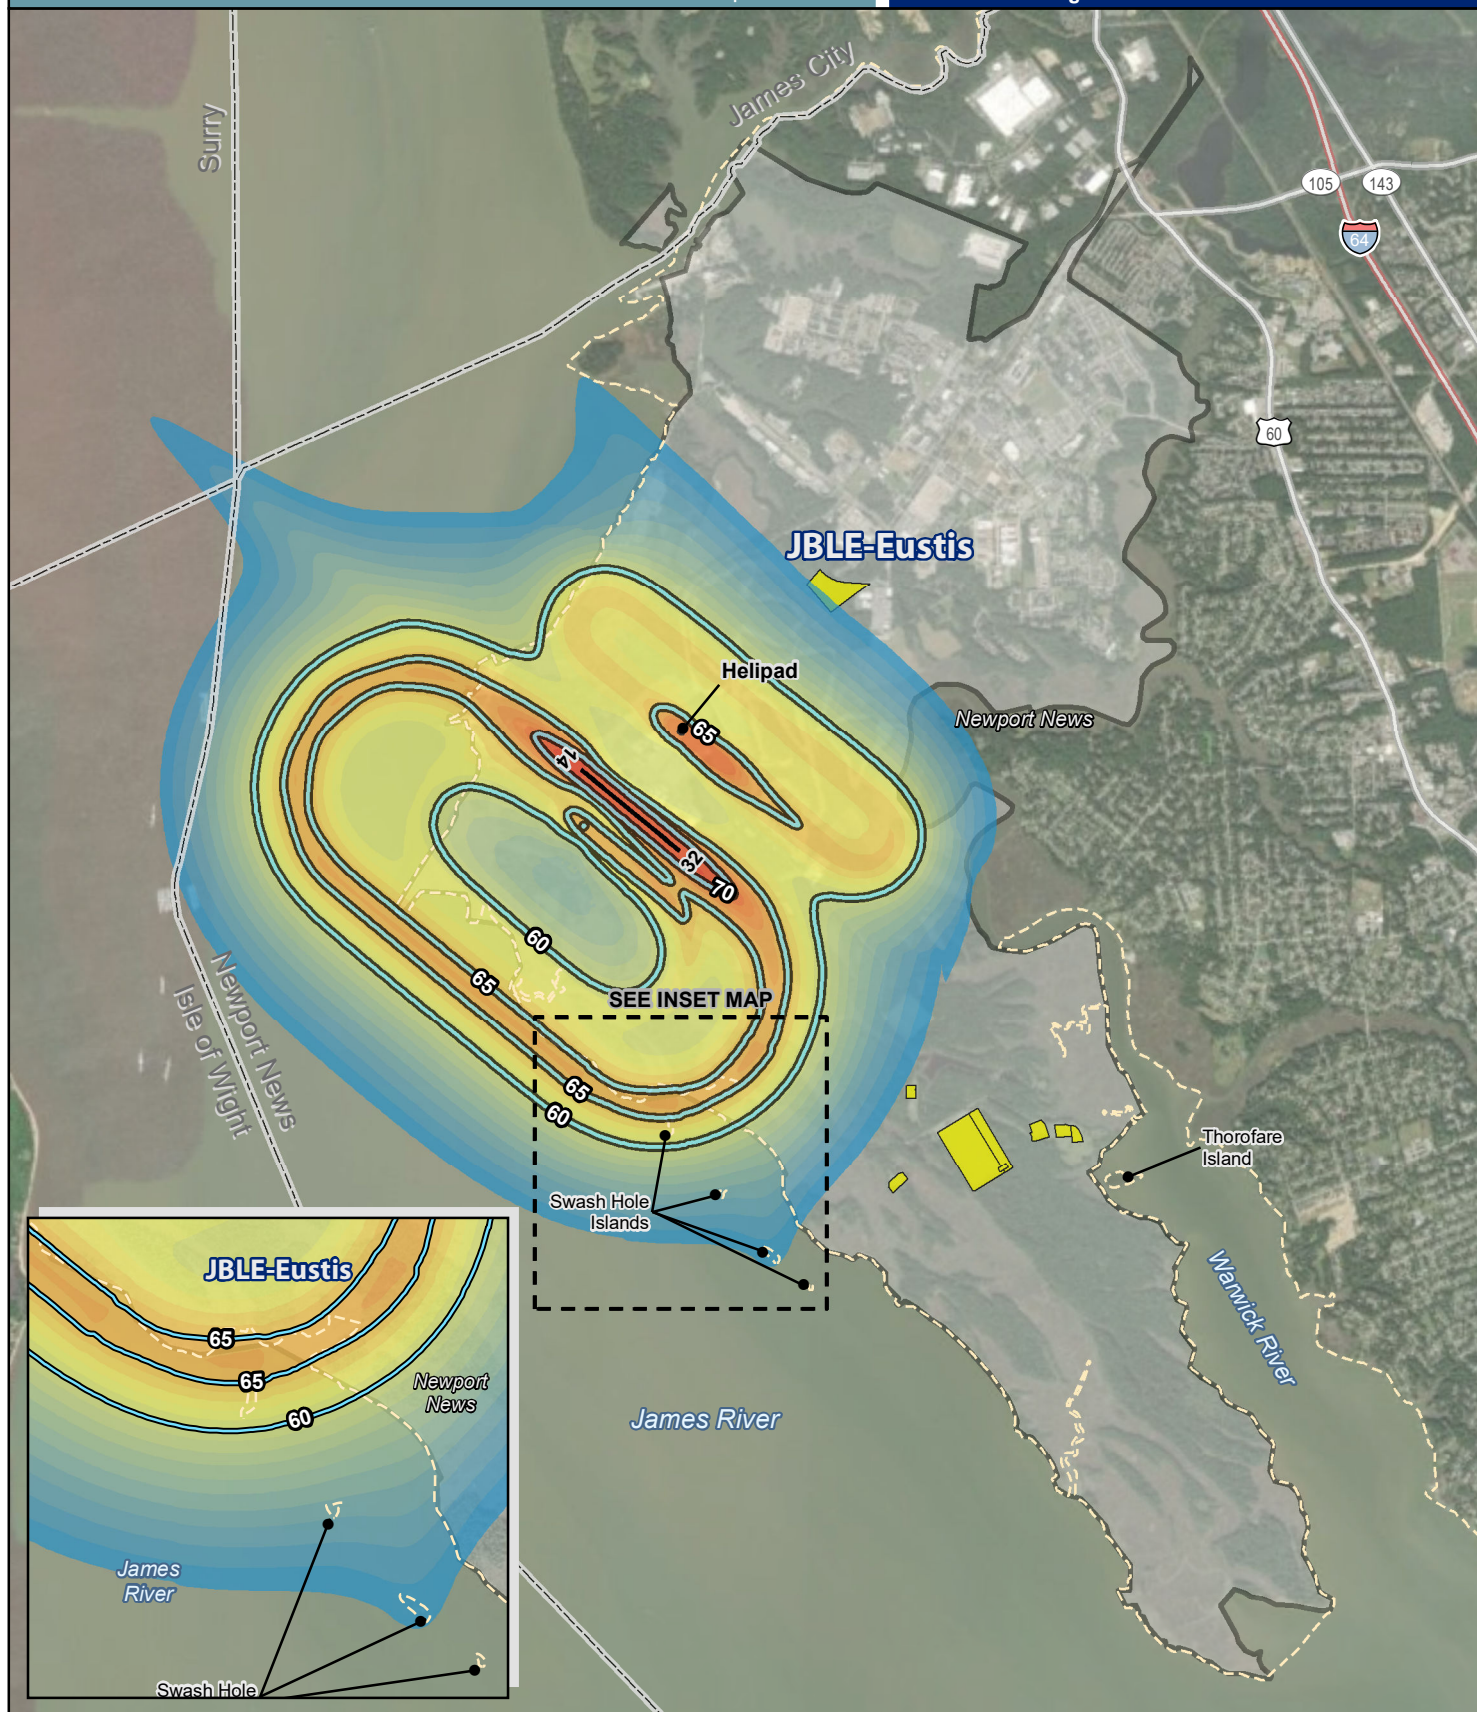 James City
Surry
105
143
64
60
JBLE-Eustis
Helipad
65
Newport News
14
32
70
60
65
SEE INSET MAP
Newport News
Isle of Wight
65
60
Thorofare
Island
Swash Hole
Islands
Warwick River
James River
JBLE-Eustis
65
65
60
Newport
News
James
River
Swash Hole